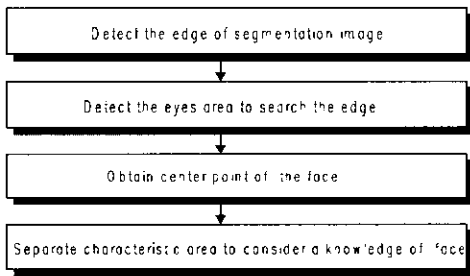 Detect the edge of segmentation image
Detect the eyes area to search the edge
Obtain center point of the face
Separate characteristic area to consider a knowledge of face